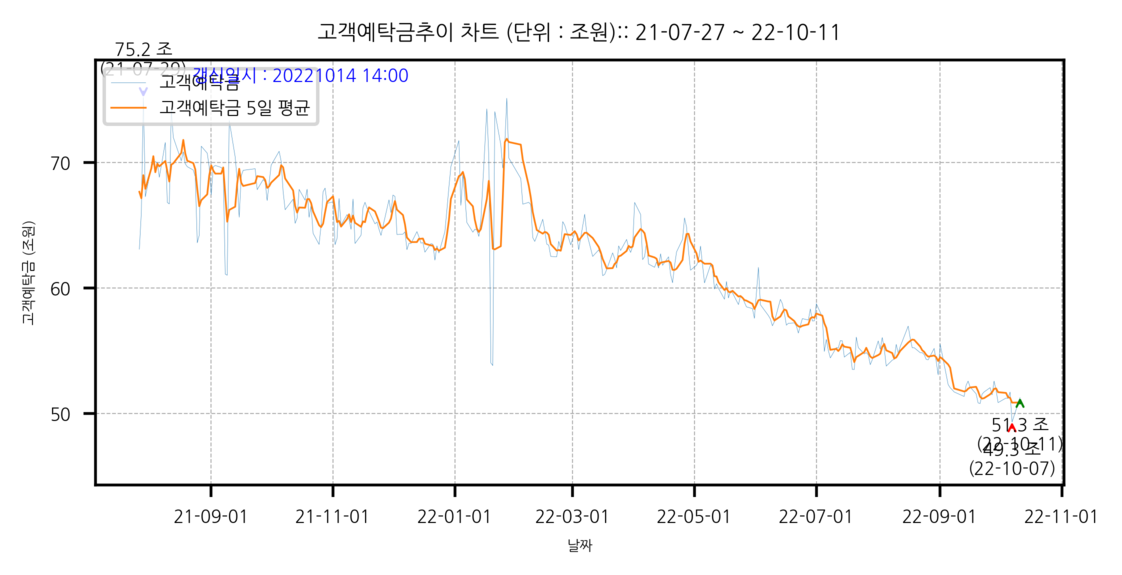 고객예탁금추이 차트 (단위 : 조원):: 21-07-27 ~ 22-10-11
75.2 조
(21-07-29)
갱신일시 : 20221014 14:00
고객예탁금
고객예탁금 5일 평균
70
60
50
고객예탁금 (조원)
51.3 조
(22-10-11)
49.3 조
(22-10-07)
21-09-01
21-11-01
22-01-01
22-03-01
22-05-01
22-07-01
22-09-01
22-11-01
날짜